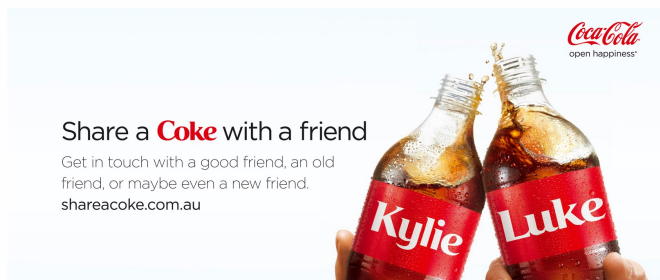 Coca-Cola
open happiness*
Share a Coke with a friend
Get in touch with a good friend, an old
friend, or maybe even a new friend.
shareacoke.com.au
Kylie
Luke